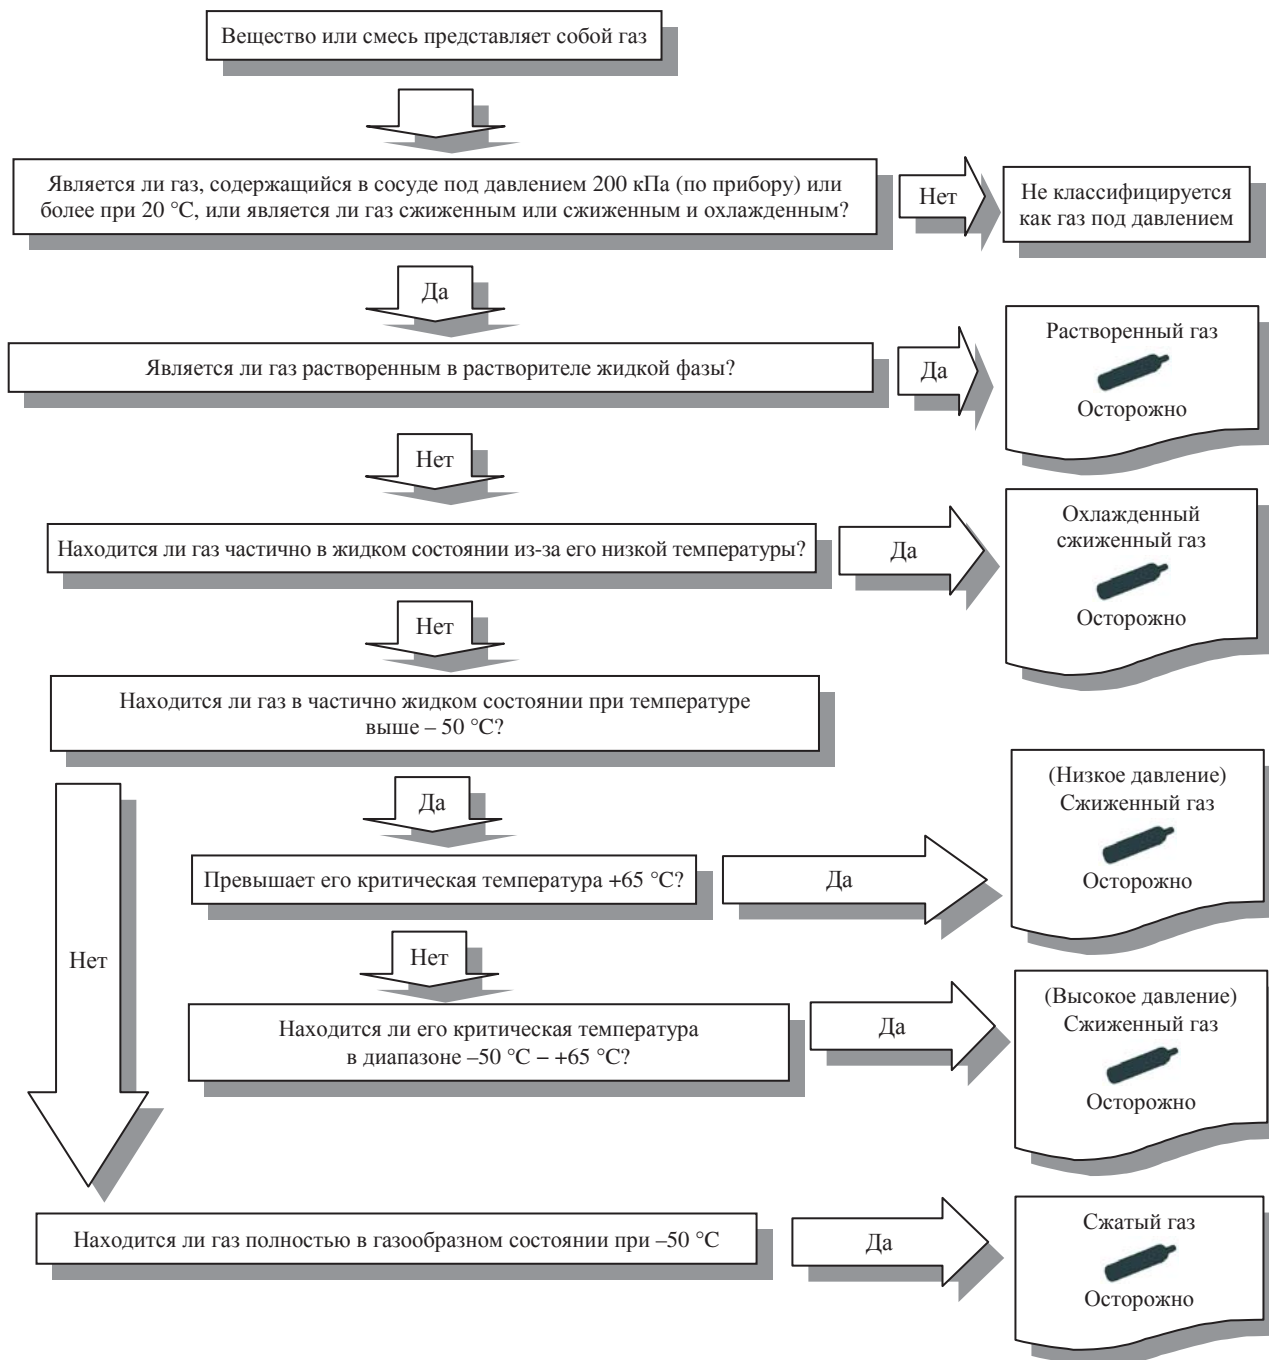 Вещество или смесь представляет собой газ
Является ли газ, содержащийся в сосуде под давлением 200 кПа (по прибору) или
более при 20 °C, или является ли газ сжиженным или сжиженным и охлажденным?
Нет
Не классифицируется
как газ под давлением
Да
Является ли газ растворенным в растворителе жидкой фазы?
Да
Растворенный газ
Осторожно
Нет
Находится ли газ частично в жидком состоянии из-за его низкой температуры?
Да
Охлажденный
сжиженный газ
Осторожно
Нет
Находится ли газ в частично жидком состоянии при температуре
выше – 50 °C?
Да
Превышает его критическая температура +65 °C?
Да
(Низкое давление)
Сжиженный газ
Осторожно
Нет
Нет
Находится ли его критическая температура
в диапазоне –50 °C – +65 °C?
Да
(Высокое давление)
Сжиженный газ
Осторожно
Находится ли газ полностью в газообразном состоянии при –50 °C
Да
Сжатый газ
Осторожно